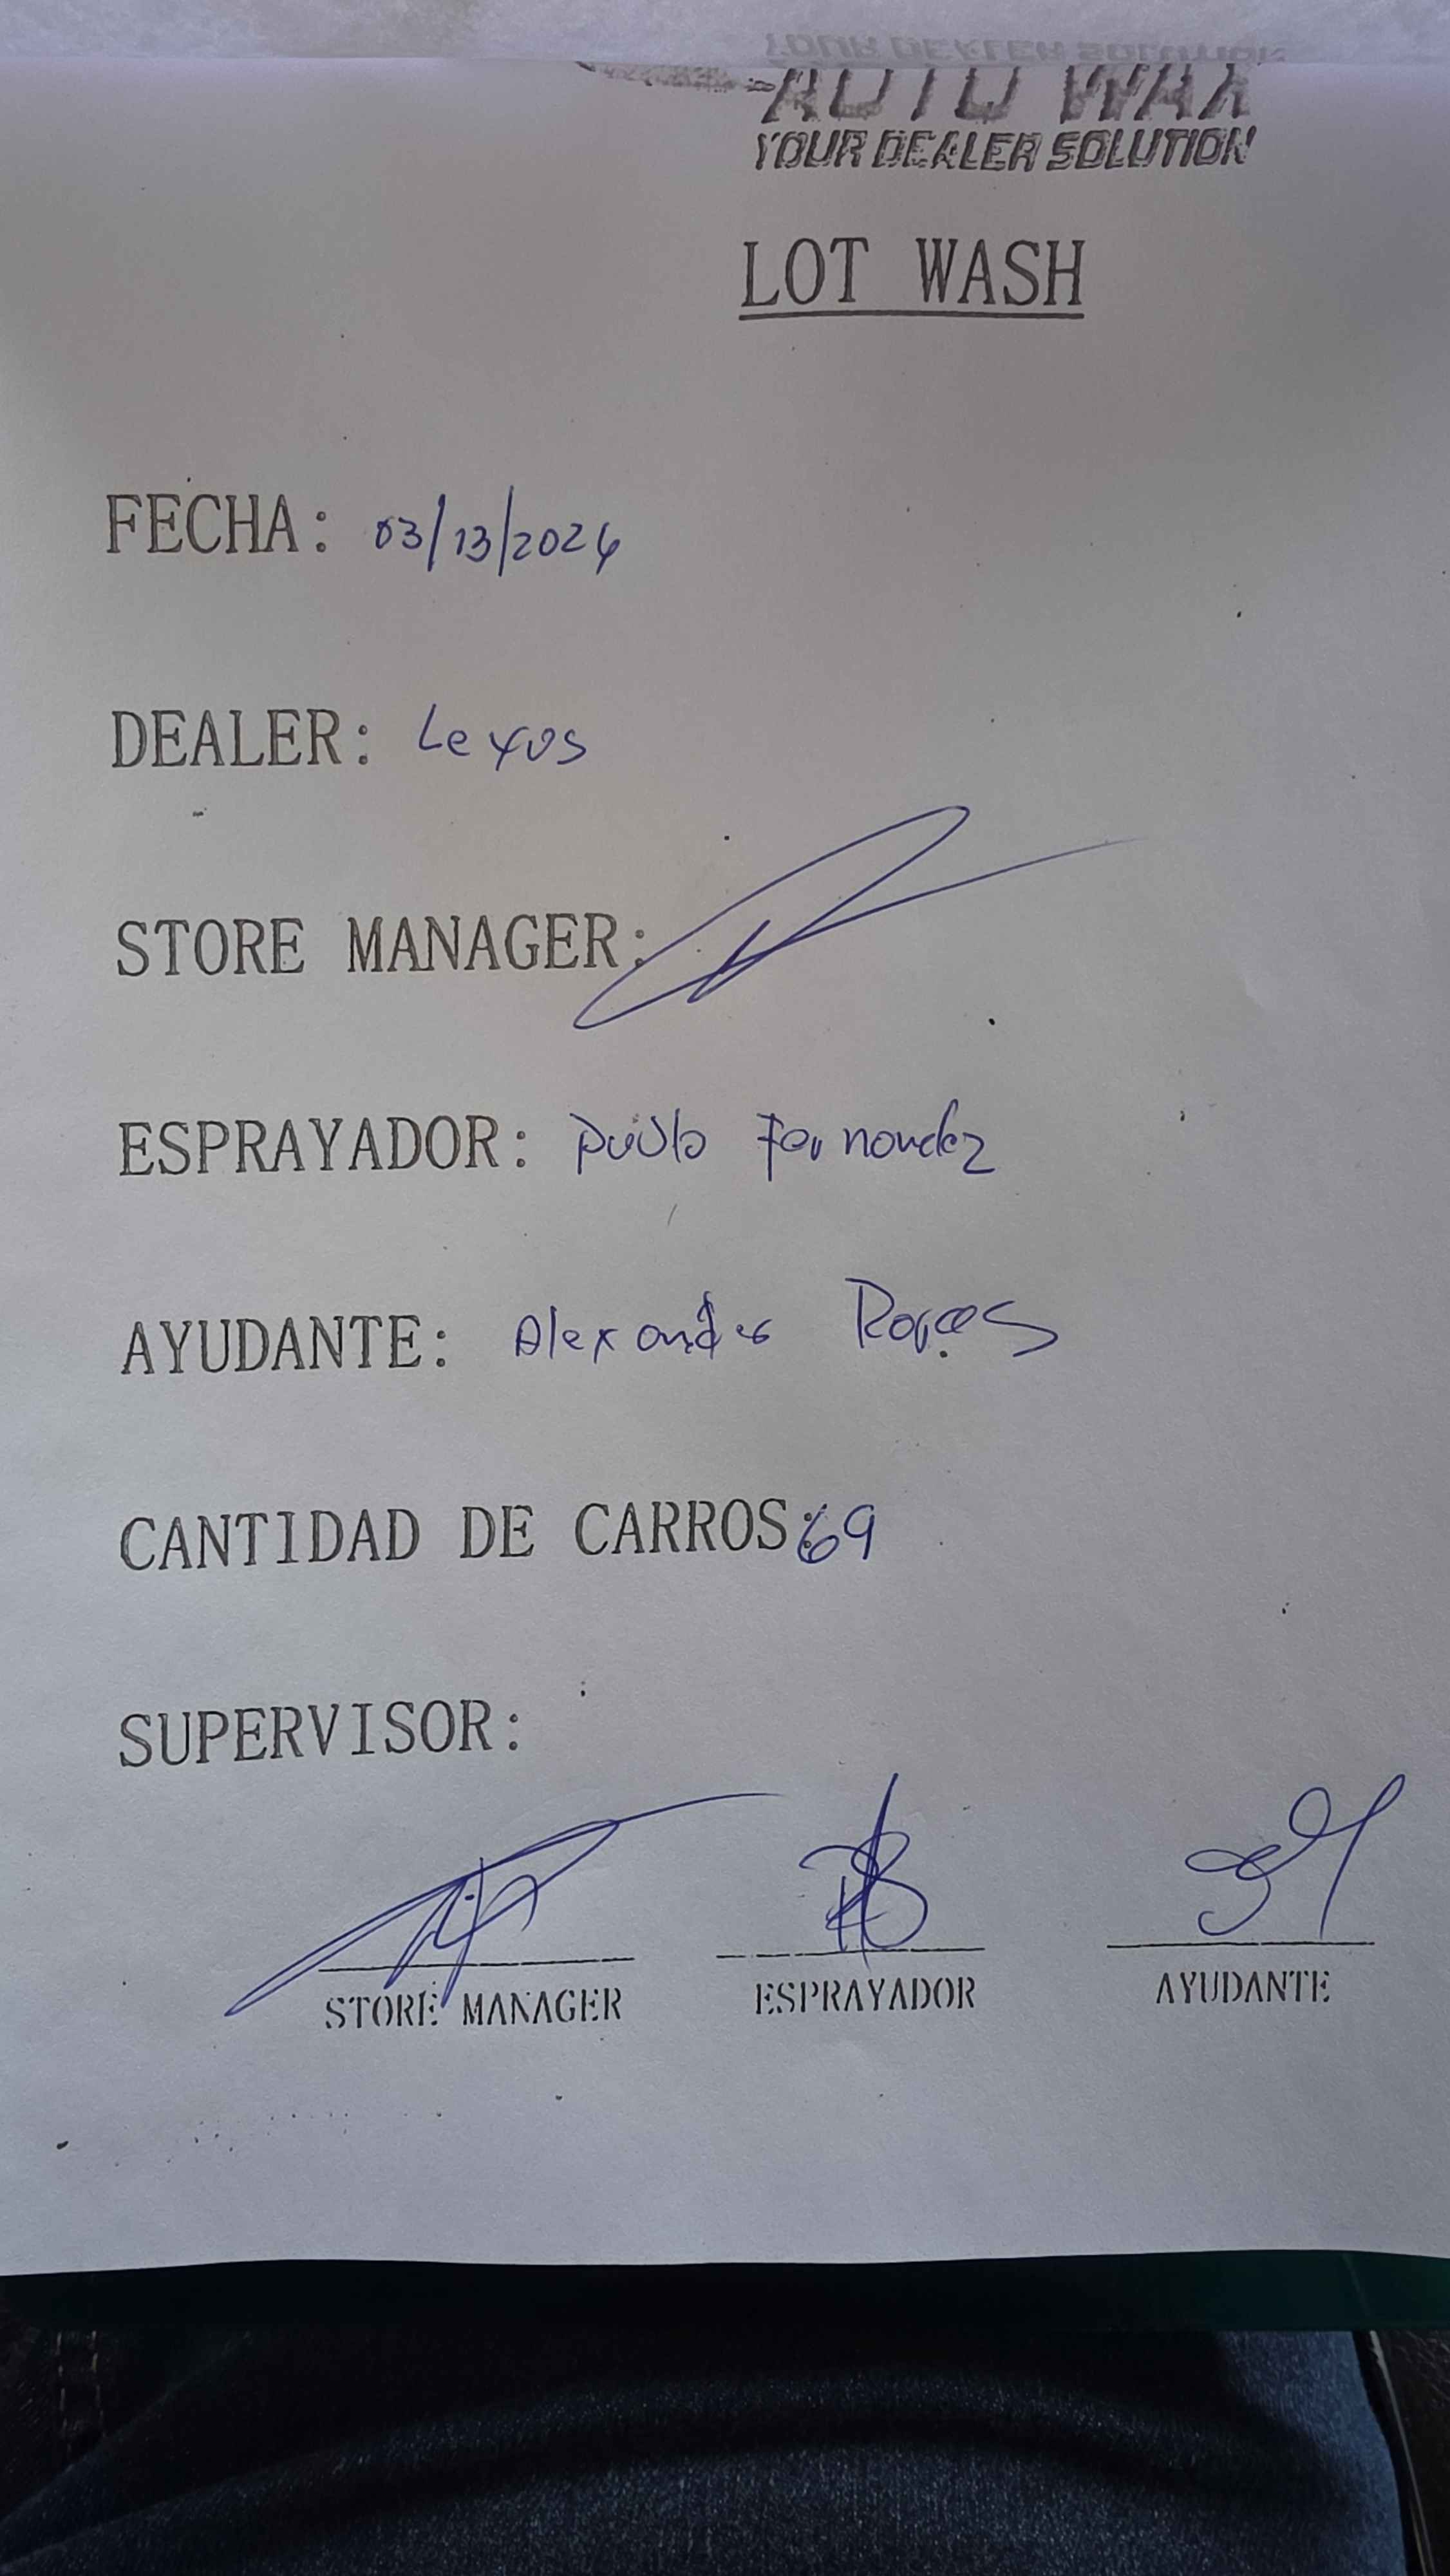 AUTO WAX
YOUR DEALER SOLUTION
LOT WASH
FECHA: 03/13/2024
DEALER: Lexus
STORE MANAGER:
ESPRAYADOR: Pablo Fernandez
AYUDANTE: Alexander
CANTIDAD DE CARROS: 69
SUPERVISOR:
STORE MANAGER ESPRAYADOR AYUDANTE